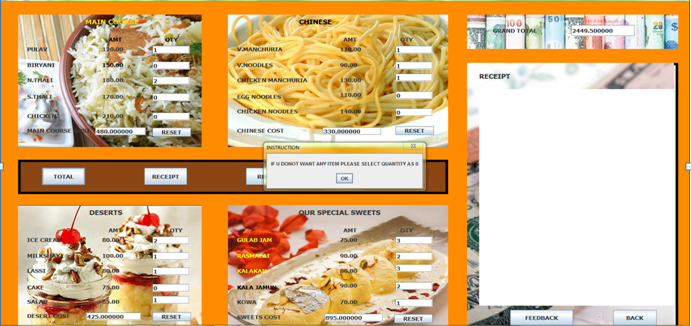 MAIN COURSE
AMT QTY
PULAV 120.00 1
BIRYANI 150.00 0
N.THALI 180.00 2
S.THALI 170.00 0
CHICKEN 210.00 0
MAIN COURSE 480.000000 RESET
CHINESE
AMT QTY
V.MANCHURIA 110.00 1
V.NOODLES 90.00 1
CHICKEN MANCHURIA 130.00 1
EGG NOODLES 110.00 0
CHICKEN NOODLES 140.00 0
CHINESE COST 330.000000 RESET
GRAND TOTAL 2449.500000
RECEIPT
TOTAL RECEIPT
INSTRUCTION
IF U DONOT WANT ANY ITEM PLEASE SELECT QUANTITY AS 0
OK
DESERTS
AMT QTY
ICE CREAM 80.00 2
MILKSHAKE 100.00 1
LASSI 80.00 1
CAKE 75.00 0
SALAD 85.00 1
DESERT COST 425.000000 RESET
OUR SPECIAL SWEETS
AMT QTY
GULAB JAM 75.00 3
RASMALAI 90.00 2
KALAKAN 80.00 3
KALA JAMUN 90.00 2
KOWA 70.00 1
SWEETS COST 895.000000 RESET
FEEDBACK BACK